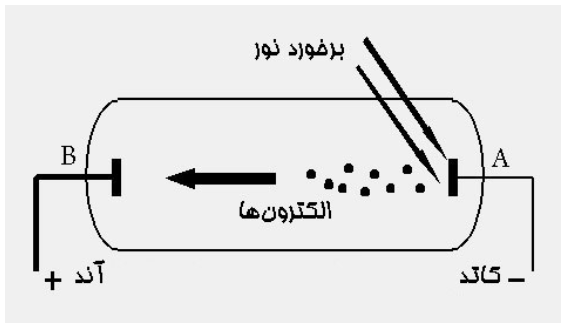 برخورد نور
B
A
الکترون‌ها
+ آند
کاتد –